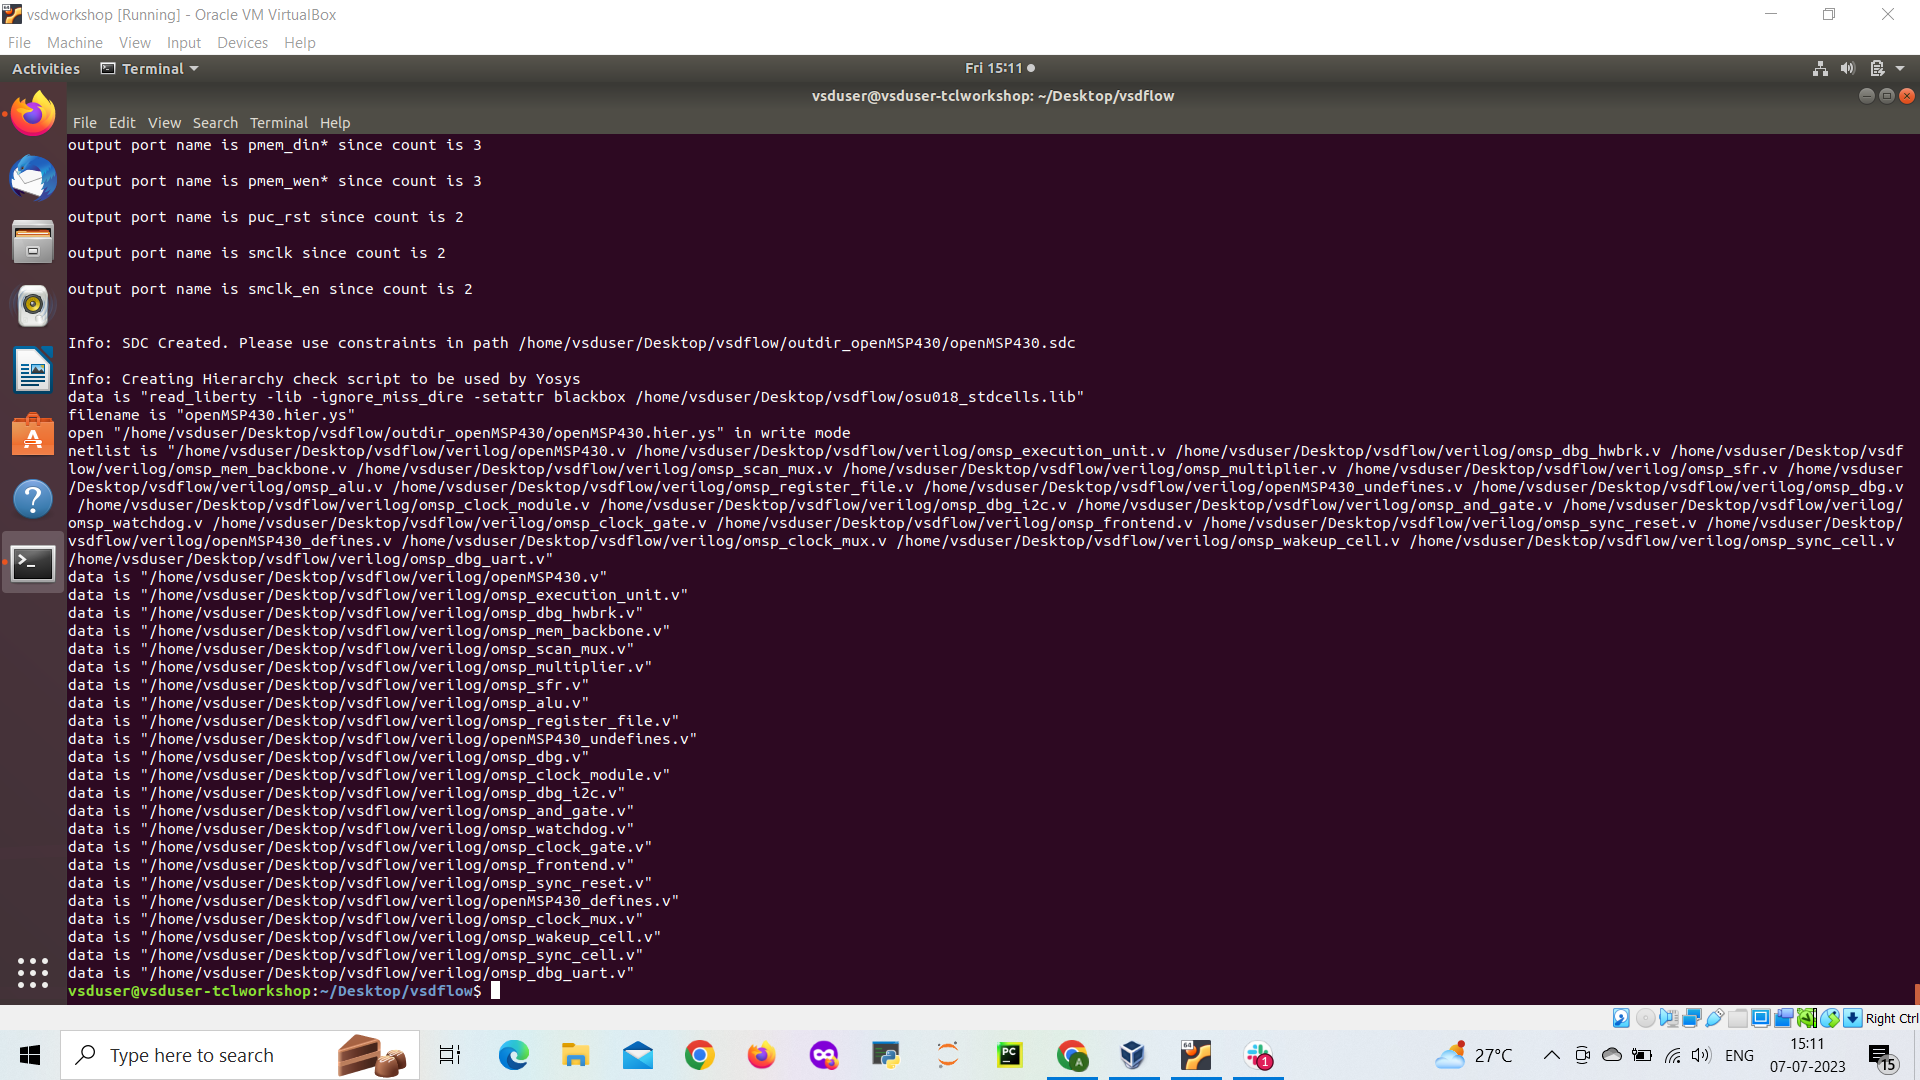 vsdworkshop [Running] - Oracle VM VirtualBox
File Machine View Input Devices Help
Activities Terminal Fri 15:11
vsduser@vsduser-tclworkshop: ~/Desktop/vsdflow
File Edit View Search Terminal Help
output port name is pmem_din* since count is 3
output port name is pmem_wen* since count is 3
output port name is puc_rst since count is 2
output port name is smclk since count is 2
output port name is smclk_en since count is 2
Info: SDC Created. Please use constraints in path /home/vsduser/Desktop/vsdflow/outdir_openMSP430/openMSP430.sdc
Info: Creating Hierarchy check script to be used by Yosys
data is "read_liberty -lib -ignore_miss_dire -setattr blackbox /home/vsduser/Desktop/vsdflow/osu018_stdcells.lib"
filename is "openMSP430.hier.ys"
open "/home/vsduser/Desktop/vsdflow/outdir_openMSP430/openMSP430.hier.ys" in write mode
netlist is "/home/vsduser/Desktop/vsdflow/verilog/openMSP430.v /home/vsduser/Desktop/vsdflow/verilog/omsp_execution_unit.v /home/vsduser/Desktop/vsdflow/verilog/omsp_dbg_hwbrk.v /home/vsduser/Desktop/vsdf
low/verilog/omsp_mem_backbone.v /home/vsduser/Desktop/vsdflow/verilog/omsp_scan_mux.v /home/vsduser/Desktop/vsdflow/verilog/omsp_multiplier.v /home/vsduser/Desktop/vsdflow/verilog/omsp_sfr.v /home/vsduser
/Desktop/vsdflow/verilog/omsp_alu.v /home/vsduser/Desktop/vsdflow/verilog/omsp_register_file.v /home/vsduser/Desktop/vsdflow/verilog/openMSP430_undefines.v /home/vsduser/Desktop/vsdflow/verilog/omsp_dbg.v
/home/vsduser/Desktop/vsdflow/verilog/omsp_clock_module.v /home/vsduser/Desktop/vsdflow/verilog/omsp_dbg_i2c.v /home/vsduser/Desktop/vsdflow/verilog/omsp_and_gate.v /home/vsduser/Desktop/vsdflow/verilog/
omsp_watchdog.v /home/vsduser/Desktop/vsdflow/verilog/omsp_clock_gate.v /home/vsduser/Desktop/vsdflow/verilog/omsp_frontend.v /home/vsduser/Desktop/vsdflow/verilog/omsp_sync_reset.v /home/vsduser/Desktop/
vsdflow/verilog/openMSP430_defines.v /home/vsduser/Desktop/vsdflow/verilog/omsp_clock_mux.v /home/vsduser/Desktop/vsdflow/verilog/omsp_wakeup_cell.v /home/vsduser/Desktop/vsdflow/verilog/omsp_sync_cell.v
/home/vsduser/Desktop/vsdflow/verilog/omsp_dbg_uart.v"
data is "/home/vsduser/Desktop/vsdflow/verilog/openMSP430.v"
data is "/home/vsduser/Desktop/vsdflow/verilog/omsp_execution_unit.v"
data is "/home/vsduser/Desktop/vsdflow/verilog/omsp_dbg_hwbrk.v"
data is "/home/vsduser/Desktop/vsdflow/verilog/omsp_mem_backbone.v"
data is "/home/vsduser/Desktop/vsdflow/verilog/omsp_scan_mux.v"
data is "/home/vsduser/Desktop/vsdflow/verilog/omsp_multiplier.v"
data is "/home/vsduser/Desktop/vsdflow/verilog/omsp_sfr.v"
data is "/home/vsduser/Desktop/vsdflow/verilog/omsp_alu.v"
data is "/home/vsduser/Desktop/vsdflow/verilog/omsp_register_file.v"
data is "/home/vsduser/Desktop/vsdflow/verilog/openMSP430_undefines.v"
data is "/home/vsduser/Desktop/vsdflow/verilog/omsp_dbg.v"
data is "/home/vsduser/Desktop/vsdflow/verilog/omsp_clock_module.v"
data is "/home/vsduser/Desktop/vsdflow/verilog/omsp_dbg_i2c.v"
data is "/home/vsduser/Desktop/vsdflow/verilog/omsp_and_gate.v"
data is "/home/vsduser/Desktop/vsdflow/verilog/omsp_watchdog.v"
data is "/home/vsduser/Desktop/vsdflow/verilog/omsp_clock_gate.v"
data is "/home/vsduser/Desktop/vsdflow/verilog/omsp_frontend.v"
data is "/home/vsduser/Desktop/vsdflow/verilog/omsp_sync_reset.v"
data is "/home/vsduser/Desktop/vsdflow/verilog/openMSP430_defines.v"
data is "/home/vsduser/Desktop/vsdflow/verilog/omsp_clock_mux.v"
data is "/home/vsduser/Desktop/vsdflow/verilog/omsp_wakeup_cell.v"
data is "/home/vsduser/Desktop/vsdflow/verilog/omsp_sync_cell.v"
data is "/home/vsduser/Desktop/vsdflow/verilog/omsp_dbg_uart.v"
vsduser@vsduser-tclworkshop:~/Desktop/vsdflow$
Right Ctrl
Type here to search
PC
A
64
1
27°C
ENG
15:11
07-07-2023
15